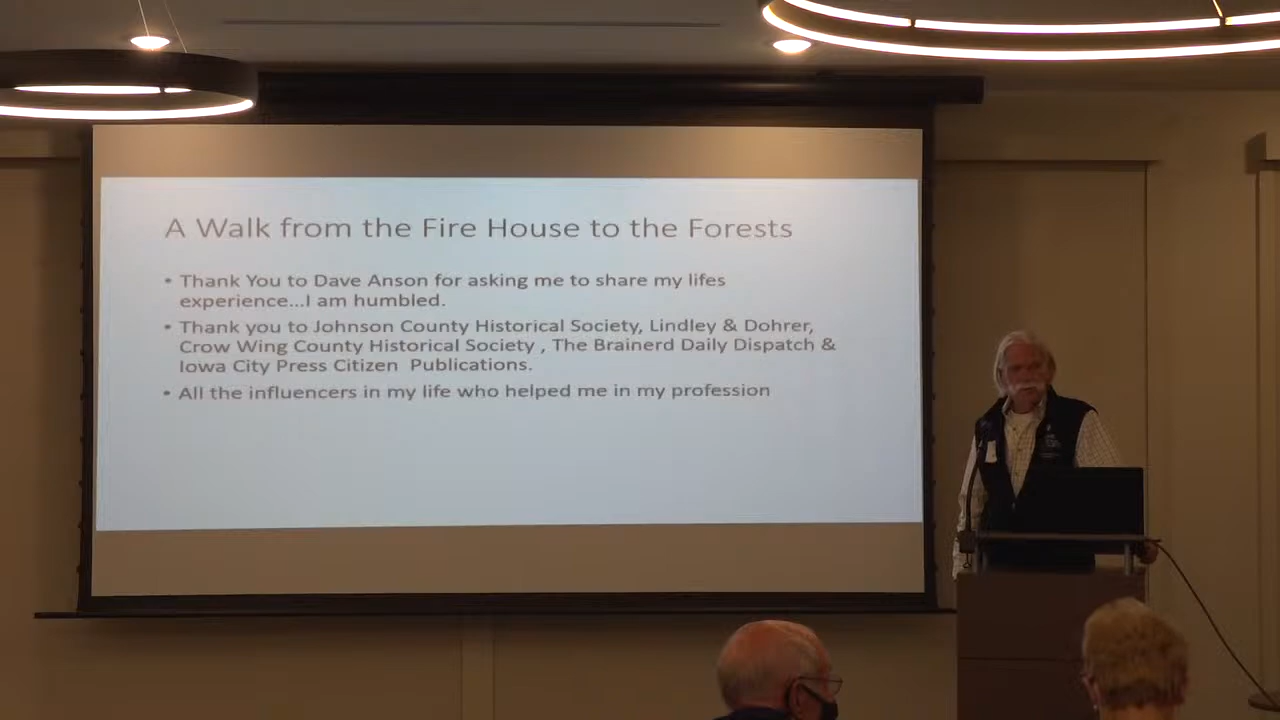 A Walk from the Fire House to the Forests
• Thank You to Dave Anson for asking me to share my lifes
experience...I am humbled.
• Thank you to Johnson County Historical Society, Lindley & Dohrer,
Crow Wing County Historical Society , The Brainerd Daily Dispatch &
Iowa City Press Citizen  Publications.
• All the influencers in my life who helped me in my profession